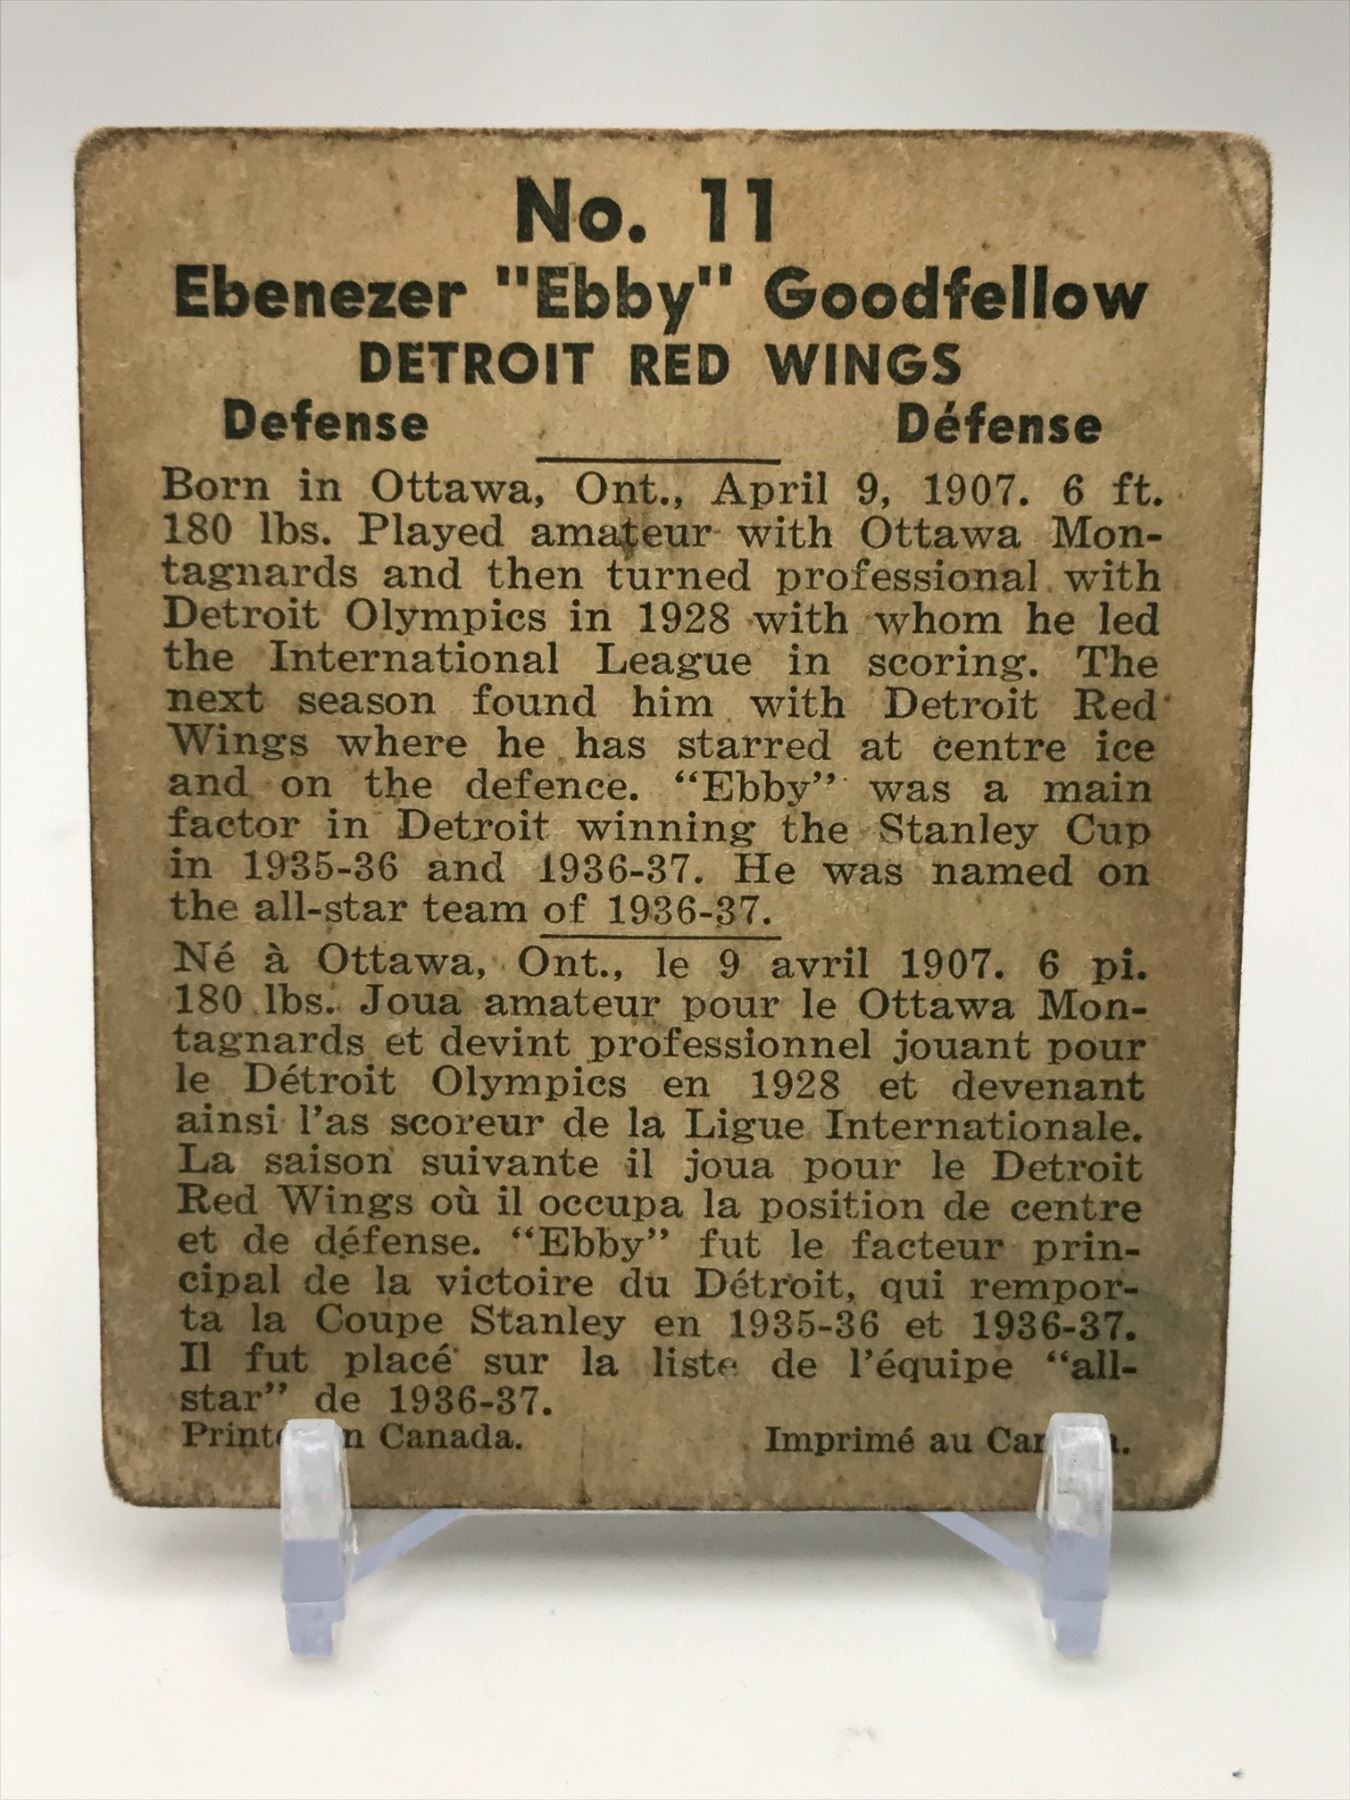 No. 11
Ebenezer "Ebby" Goodfellow
DETROIT RED WINGS
Defense Défense
Born in Ottawa, Ont., April 9, 1907. 6 ft.
180 lbs. Played amateur with Ottawa Mon-
tagnards and then turned professional with
Detroit Olympics in 1928 with whom he led
the International League in scoring. The
next season found him with Detroit Red
Wings where he has starred at centre ice
and on the defence. “Ebby” was a main
factor in Detroit winning the Stanley Cup
in 1935-36 and 1936-37. He was named on
the all-star team of 1936-37.
Né à Ottawa, Ont., le 9 avril 1907. 6 pi.
180 lbs. Joua amateur pour le Ottawa Mon-
tagnards et devint professionnel jouant pour
le Détroit Olympics en 1928 et devenant
ainsi l'as scoreur de la Ligue Internationale.
La saison suivante il joua pour le Detroit
Red Wings où il occupa la position de centre
et de défense. “Ebby” fut le facteur prin-
cipal de la victoire du Détroit, qui rempor-
ta la Coupe Stanley en 1935-36 et 1936-37.
Il fut placé sur la liste de l'équipe “all-
star” de 1936-37.
Printed in Canada. Imprimé au Canada.